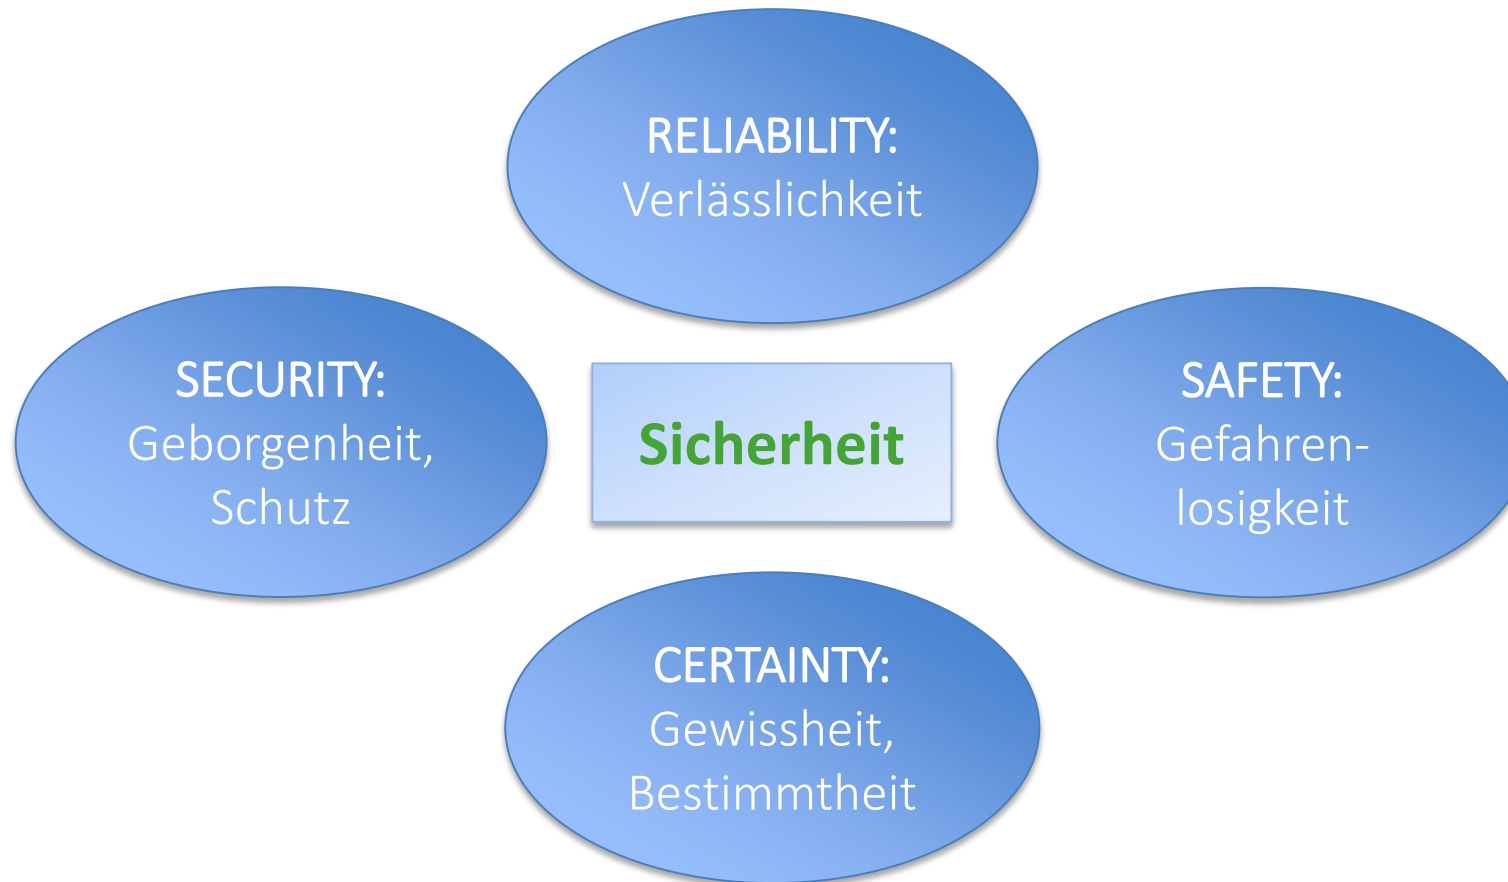 RELIABILITY:
Verlässlichkeit
SECURITY:
Geborgenheit,
Schutz
Sicherheit
SAFETY:
Gefahren-
losigkeit
CERTAINTY:
Gewissheit,
Bestimmtheit